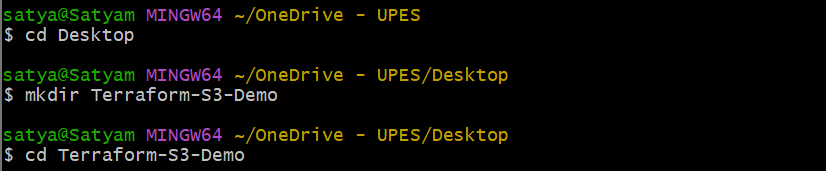 satya@Satyam MINGW64 ~/OneDrive - UPES
$ cd Desktop
satya@Satyam MINGW64 ~/OneDrive - UPES/Desktop
$ mkdir Terraform-S3-Demo
satya@Satyam MINGW64 ~/OneDrive - UPES/Desktop
$ cd Terraform-S3-Demo